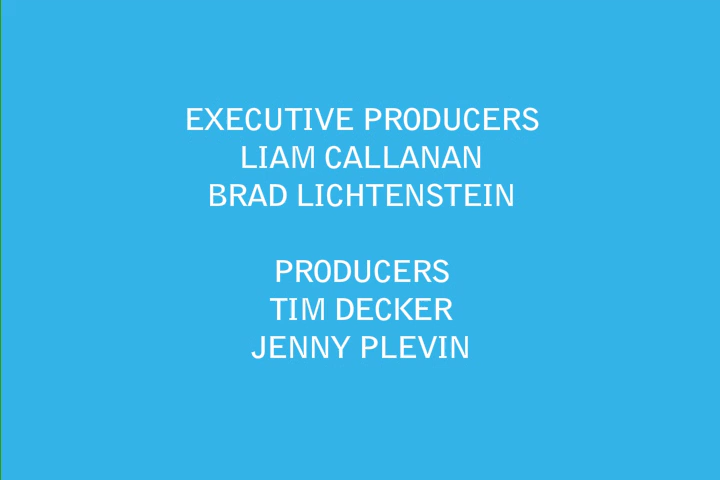 EXECUTIVE PRODUCERS
LIAM CALLANAN
BRAD LICHTENSTEIN
PRODUCERS
TIM DECKER
JENNY PLEVIN